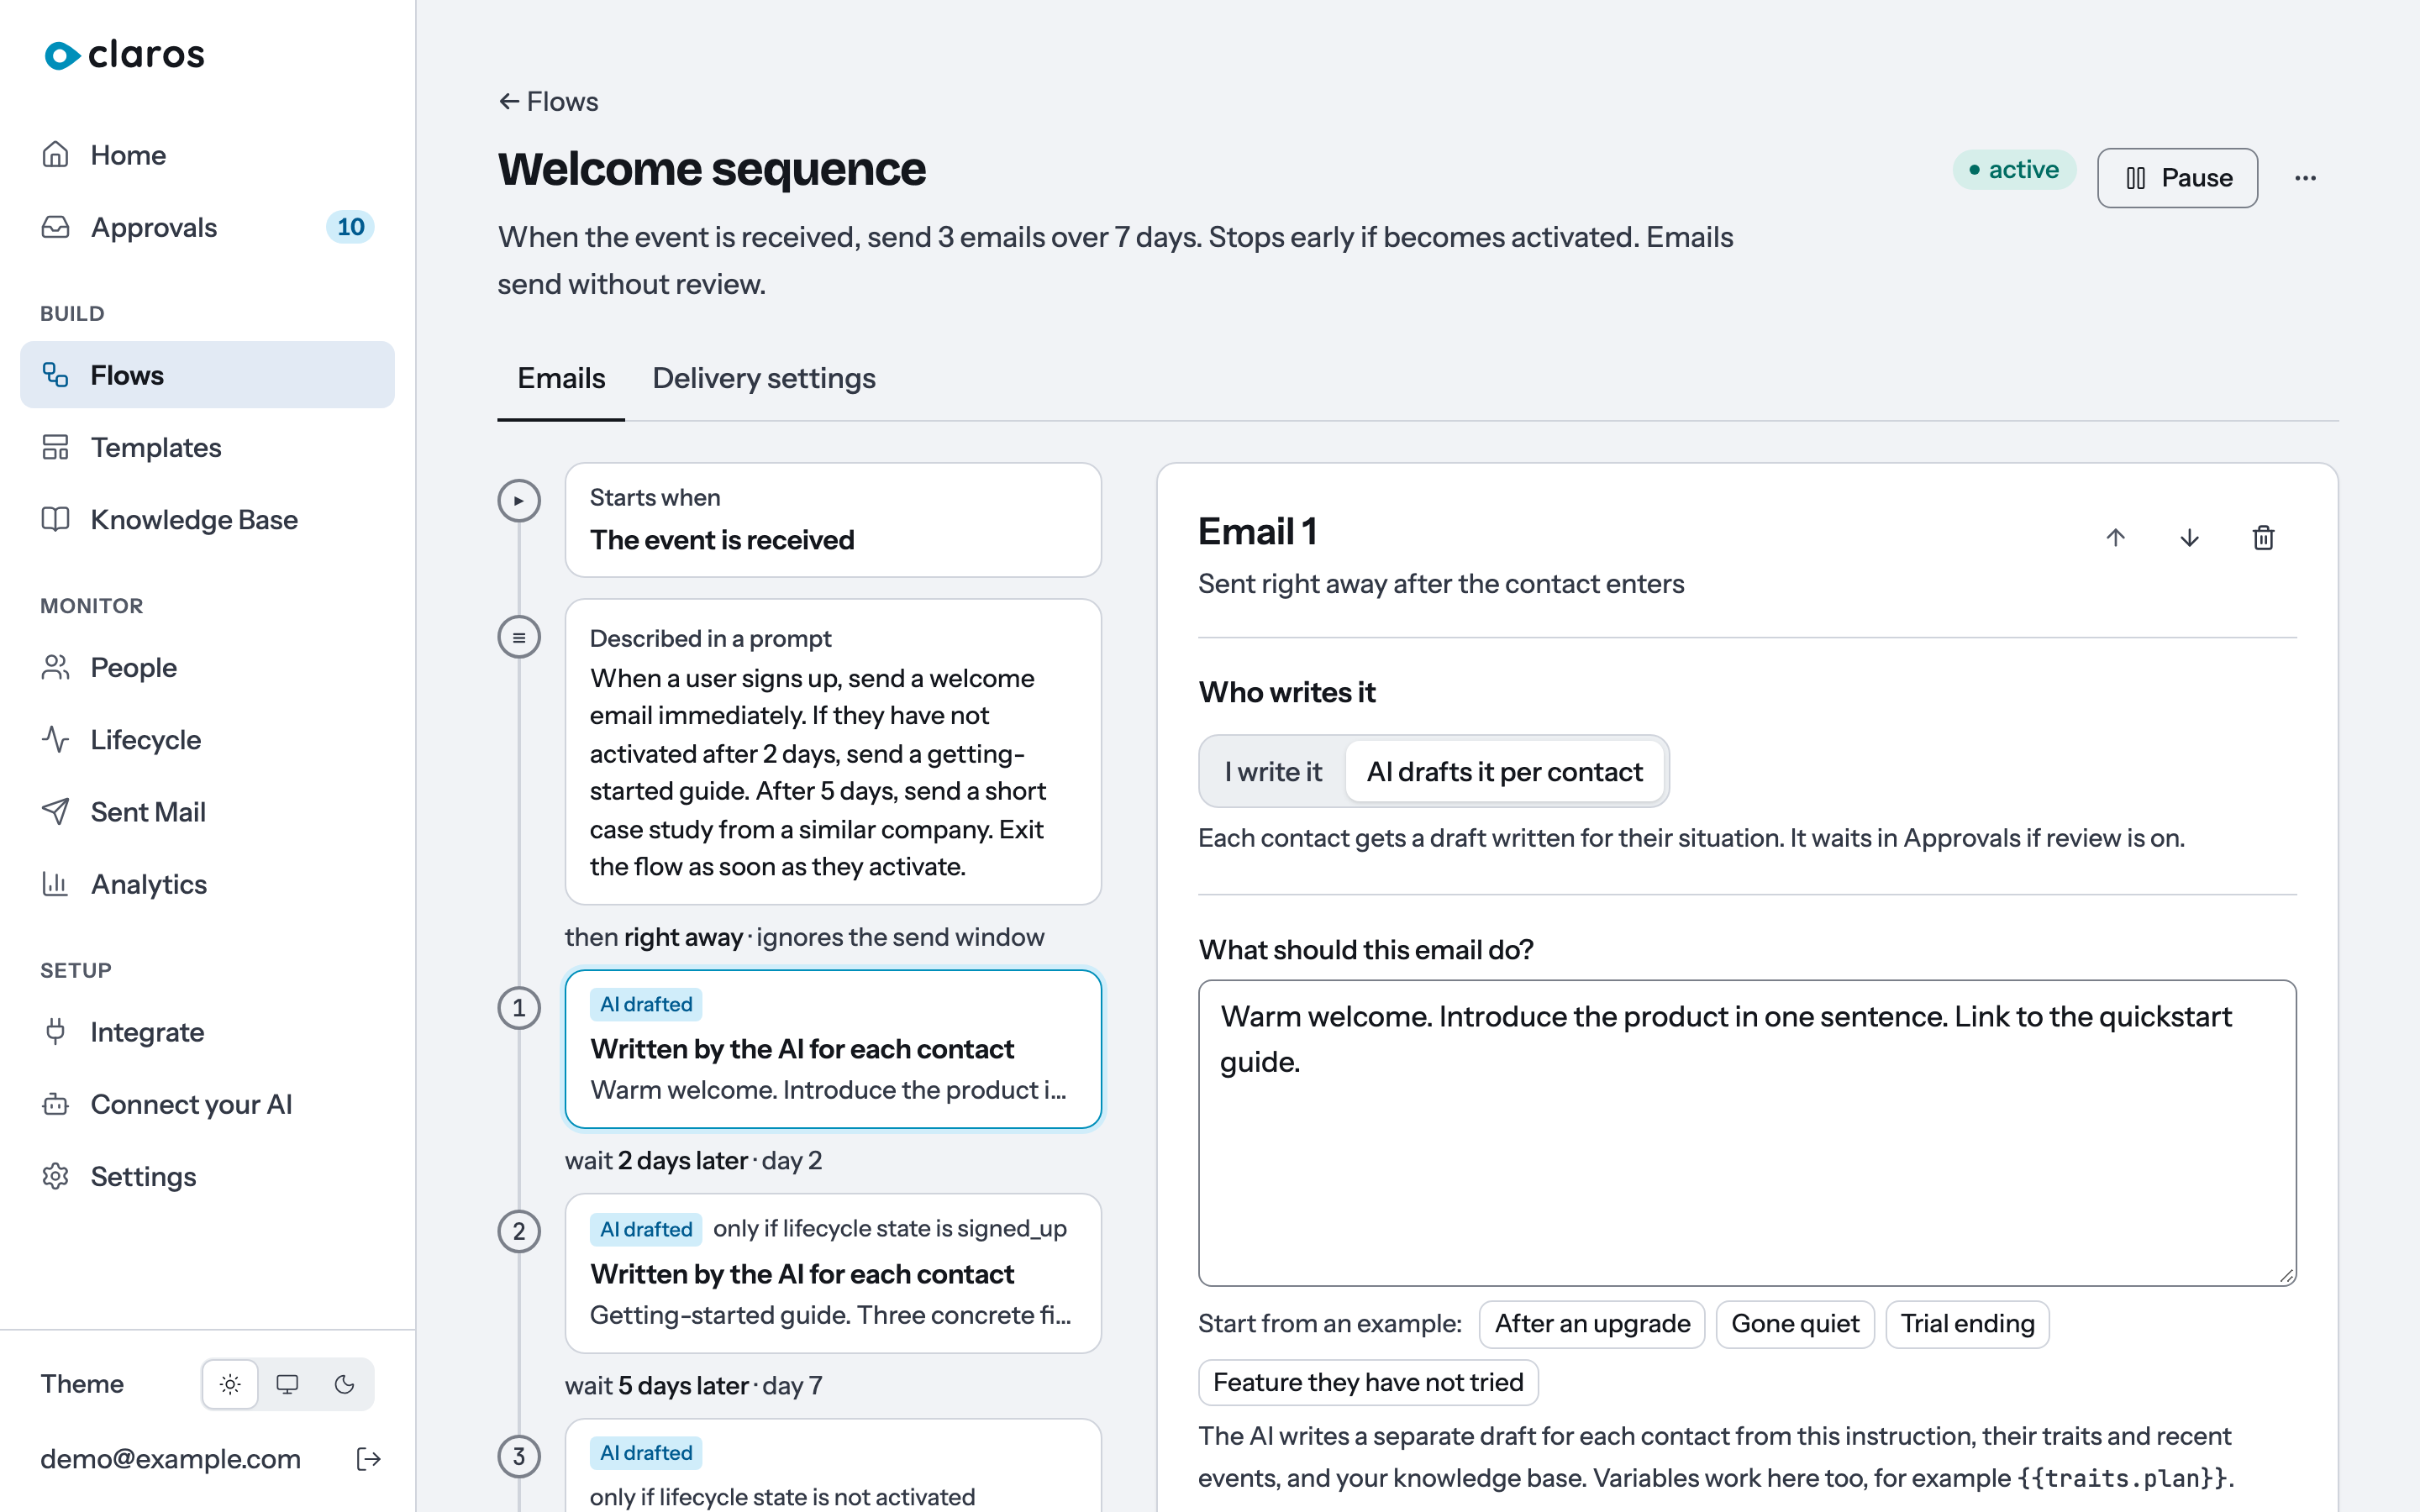 claros
Home
Approvals 10
BUILD
Flows
Templates
Knowledge Base
MONITOR
People
Lifecycle
Sent Mail
Analytics
SETUP
Integrate
Connect your AI
Settings
Theme
demo@example.com
← Flows
Welcome sequence
active
Pause
When the event is received, send 3 emails over 7 days. Stops early if becomes activated. Emails
send without review.
Emails
Delivery settings
Starts when
The event is received
Described in a prompt
When a user signs up, send a welcome
email immediately. If they have not
activated after 2 days, send a getting-
started guide. After 5 days, send a short
case study from a similar company. Exit
the flow as soon as they activate.
then right away · ignores the send window
1
AI drafted
Written by the AI for each contact
Warm welcome. Introduce the product i...
wait 2 days later · day 2
2
AI drafted only if lifecycle state is signed_up
Written by the AI for each contact
Getting-started guide. Three concrete fi...
wait 5 days later · day 7
3
AI drafted
only if lifecycle state is not activated
Email 1
Sent right away after the contact enters
Who writes it
I write it
AI drafts it per contact
Each contact gets a draft written for their situation. It waits in Approvals if review is on.
What should this email do?
Warm welcome. Introduce the product in one sentence. Link to the quickstart
guide.
Start from an example: After an upgrade Gone quiet Trial ending
Feature they have not tried
The AI writes a separate draft for each contact from this instruction, their traits and recent
events, and your knowledge base. Variables work here too, for example {{traits.plan}}.